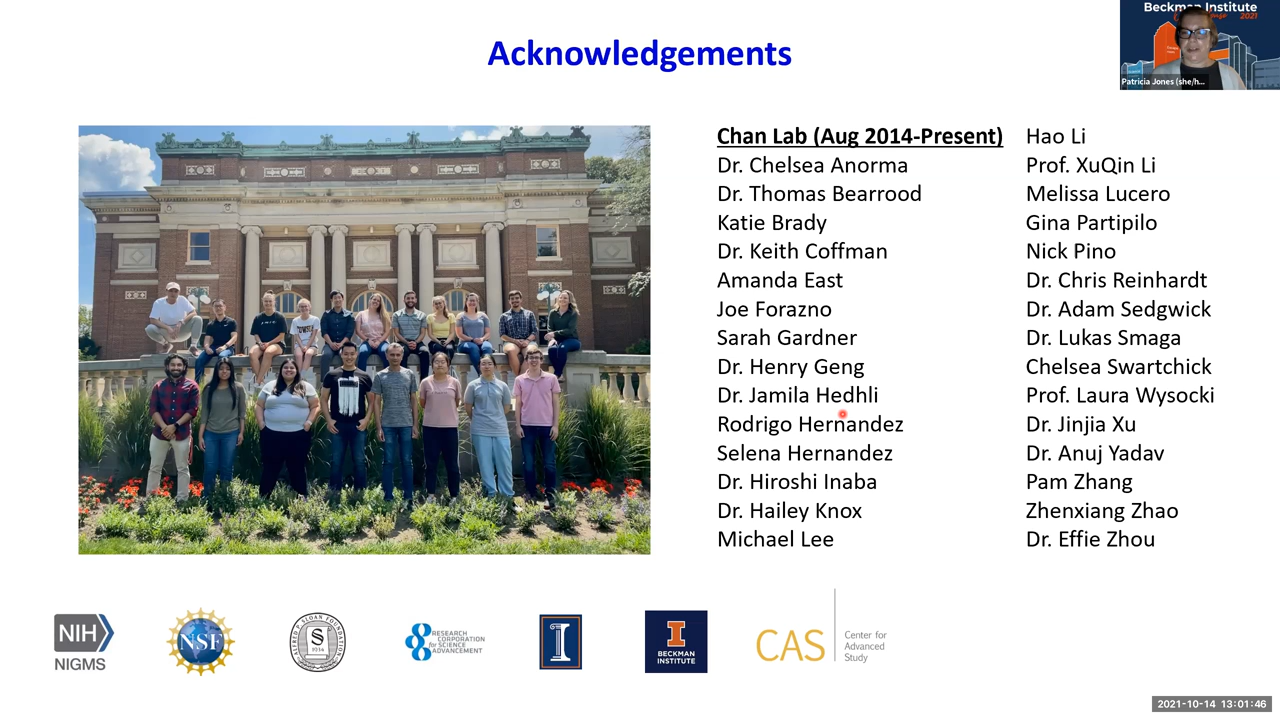 Acknowledgements
Beckman Institute
2021
Patricia Jones (she/h...
Chan Lab (Aug 2014-Present)
Dr. Chelsea Anorma
Dr. Thomas Bearrood
Katie Brady
Dr. Keith Coffman
Amanda East
Joe Forazno
Sarah Gardner
Dr. Henry Geng
Dr. Jamila Hedhli
Rodrigo Hernandez
Selena Hernandez
Dr. Hiroshi Inaba
Dr. Hailey Knox
Michael Lee
Hao Li
Prof. XuQin Li
Melissa Lucero
Gina Partipilo
Nick Pino
Dr. Chris Reinhardt
Dr. Adam Sedgwick
Dr. Lukas Smaga
Chelsea Swartchick
Prof. Laura Wysocki
Dr. Jinjia Xu
Dr. Anuj Yadav
Pam Zhang
Zhenxiang Zhao
Dr. Effie Zhou
NIH
NIGMS
NSF
ALFRED P. SLOAN FOUNDATION
S
1934
RESEARCH
CORPORATION
for SCIENCE
ADVANCEMENT
I
I
BECKMAN
INSTITUTE
CAS
Center for
Advanced
Study
2021-10-14 13:01:46